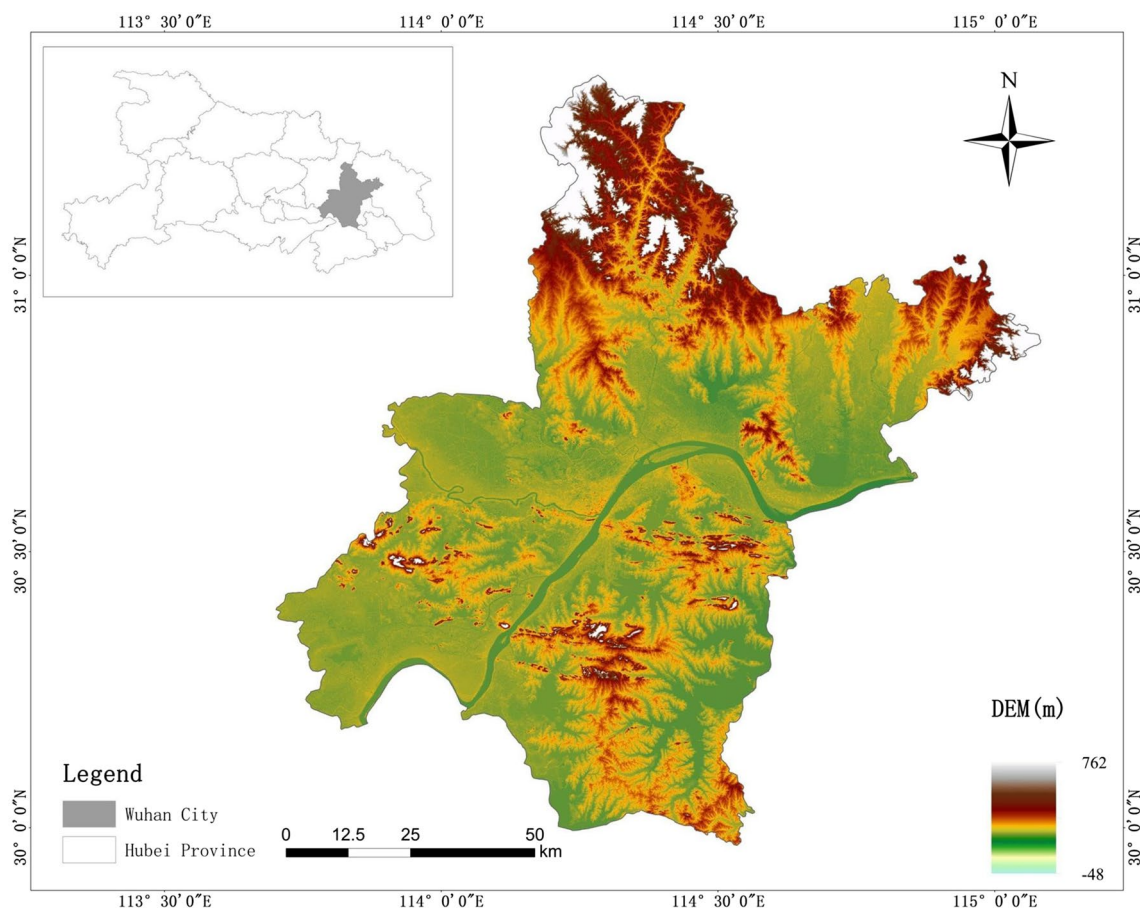 113° 30′ 0″E
114° 0′ 0″E
114° 30′ 0″E
115° 0′ 0″E
N
31° 0′ 0″N
31° 0′ 0″N
30° 30′ 0″N
30° 30′ 0″N
DEM(m)
762
-48
Legend
Wuhan City
Hubei Province
0 12.5 25 50
km
30° 0′ 0″N
30° 0′ 0″N
113° 30′ 0″E
114° 0′ 0″E
114° 30′ 0″E
115° 0′ 0″E